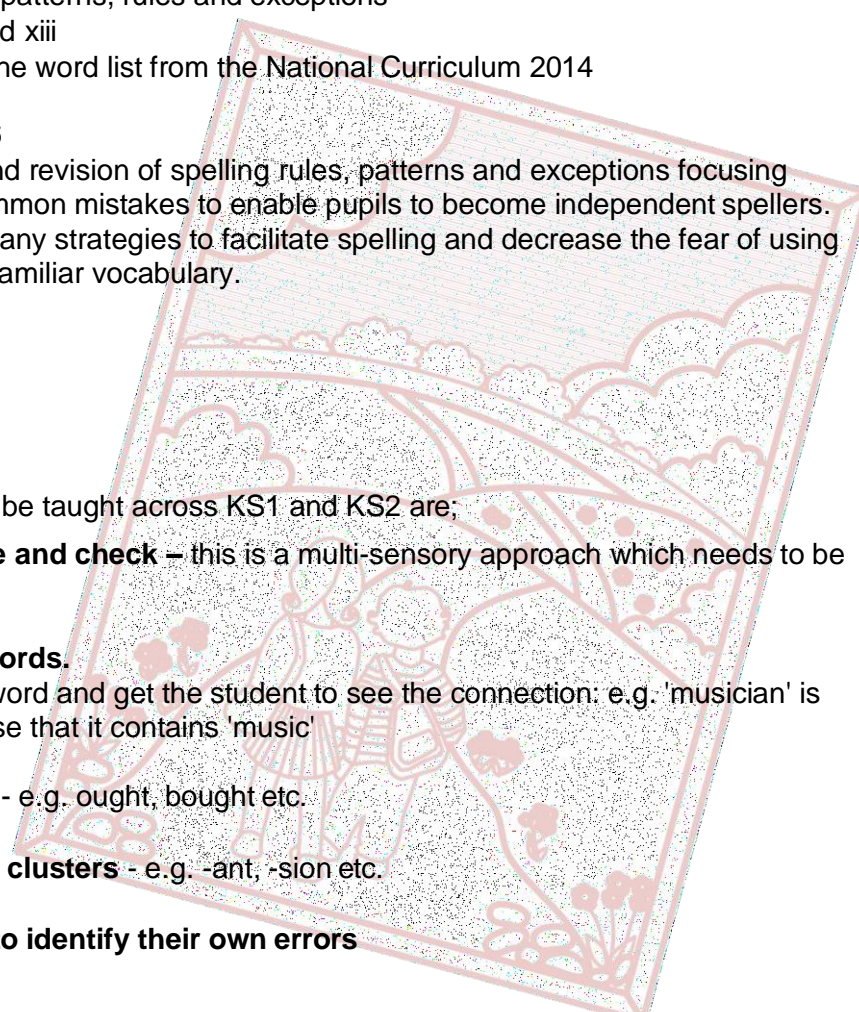 patterns, rules and exceptions
d xiii
he word list from the National Curriculum 2014
nd revision of spelling rules, patterns and exceptions focusing
mmon mistakes to enable pupils to become independent spellers.
any strategies to facilitate spelling and decrease the fear of using
familiar vocabulary.
be taught across KS1 and KS2 are;
e and check – this is a multi-sensory approach which needs to be
ords.
word and get the student to see the connection: e.g. 'musician' is
se that it contains 'music'
- e.g. ought, bought etc.
clusters - e.g. -ant, -sion etc.
to identify their own errors